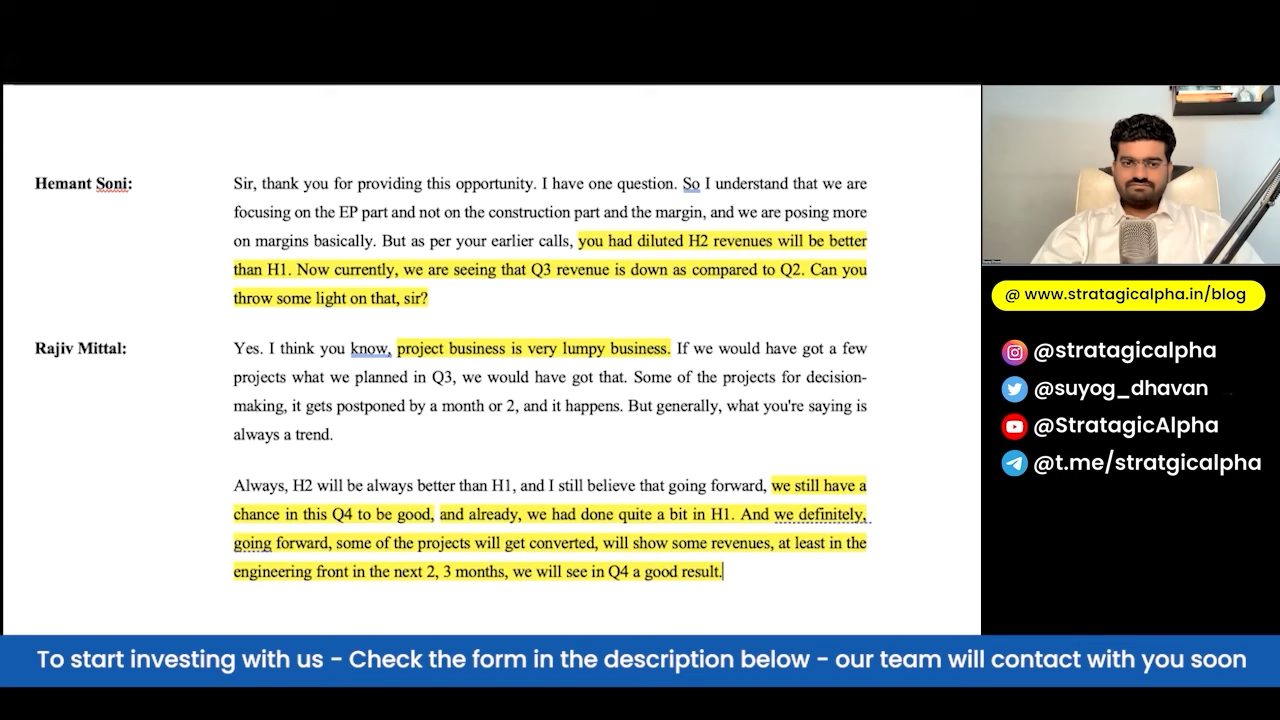 Hemant Soni:
Sir, thank you for providing this opportunity. I have one question. So I understand that we are
focusing on the EP part and not on the construction part and the margin, and we are posing more
on margins basically. But as per your earlier calls, you had diluted H2 revenues will be better
than H1. Now currently, we are seeing that Q3 revenue is down as compared to Q2. Can you
throw some light on that, sir?
Rajiv Mittal:
Yes. I think you know, project business is very lumpy business. If we would have got a few
projects what we planned in Q3, we would have got that. Some of the projects for decision-
making, it gets postponed by a month or 2, and it happens. But generally, what you're saying is
always a trend.
Always, H2 will be always better than H1, and I still believe that going forward, we still have a
chance in this Q4 to be good, and already, we had done quite a bit in H1. And we definitely,
going forward, some of the projects will get converted, will show some revenues, at least in the
engineering front in the next 2, 3 months, we will see in Q4 a good result.
@ www.stratagicalpha.in/blog
@stratagicalpha
@suyog_dhavan
@StratagicAlpha
@t.me/stratgicalpha
To start investing with us - Check the form in the description below - our team will contact with you soon